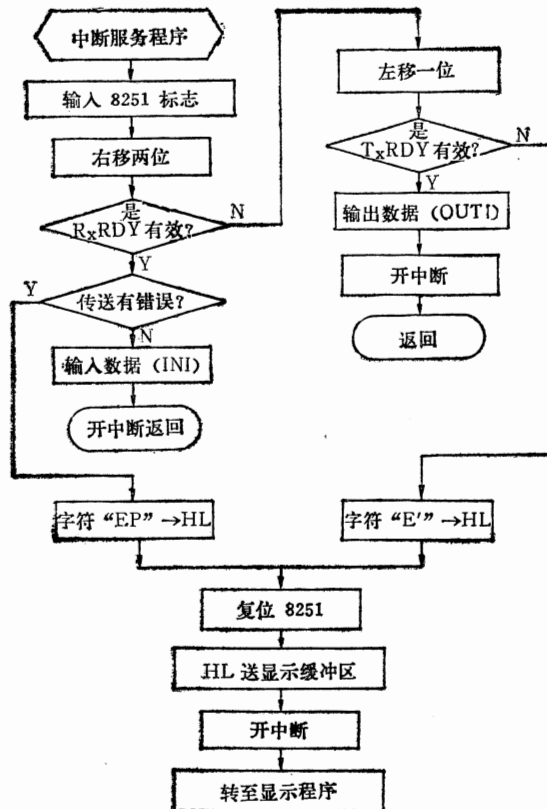 中断服务程序
输入 8251 标志
右移两位
是
RxRDY 有效?
N
Y
传送有错误?
Y
N
输入数据 (INI)
开中断返回
字符 “EP” →HL
左移一位
是
TxRDY 有效?
N
Y
输出数据 (OUTI)
开中断
返回
字符 “E'” →HL
复位 8251
HL 送显示缓冲区
开中断
转至显示程序